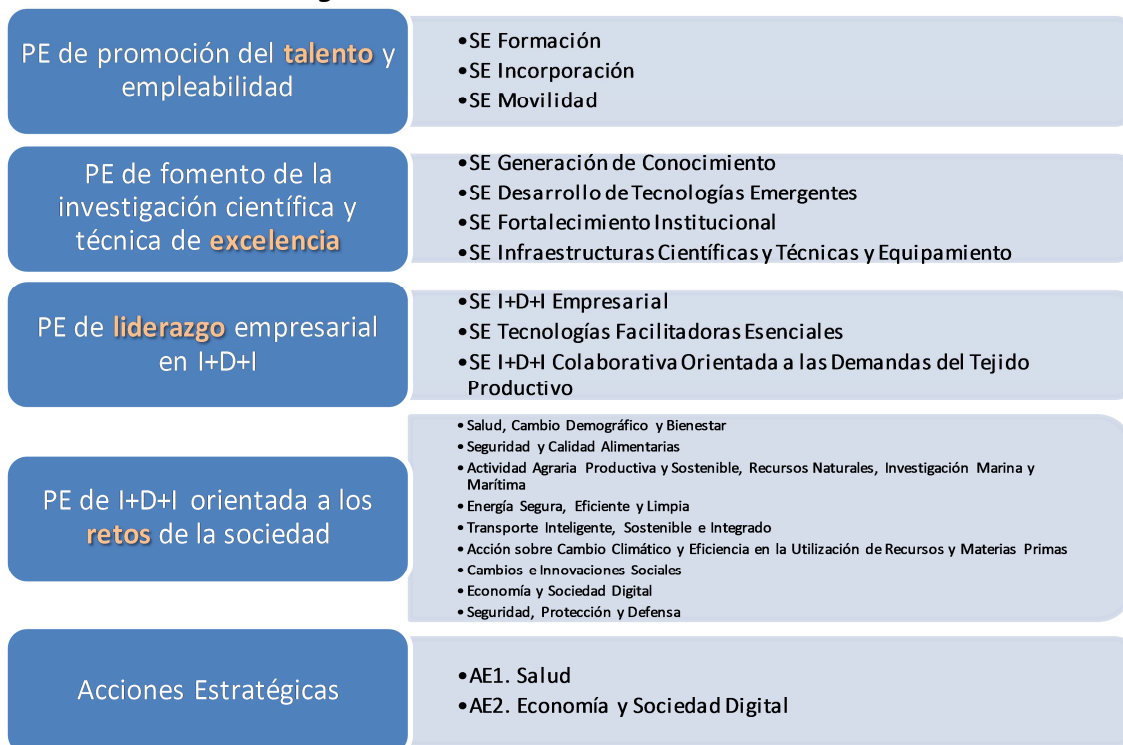 PE de promoción del talento y
empleabilidad
•SE Formación
•SE Incorporación
•SE Movilidad
PE de fomento de la
investigación científica y
técnica de excelencia
•SE Generación de Conocimiento
•SE Desarrollo de Tecnologías Emergentes
•SE Fortalecimiento Institucional
•SE Infraestructuras Científicas y Técnicas y Equipamiento
PE de liderazgo empresarial
en I+D+I
•SE I+D+I Empresarial
•SE Tecnologías Facilitadoras Esenciales
•SE I+D+I Colaborativa Orientada a las Demandas del Tejido
Productivo
PE de I+D+I orientada a los
retos de la sociedad
• Salud, Cambio Demográfico y Bienestar
• Seguridad y Calidad Alimentarias
• Actividad Agraria Productiva y Sostenible, Recursos Naturales, Investigación Marina y
Marítima
• Energía Segura, Eficiente y Limpia
• Transporte Inteligente, Sostenible e Integrado
• Acción sobre Cambio Climático y Eficiencia en la Utilización de Recursos y Materias Primas
• Cambios e Innovaciones Sociales
• Economía y Sociedad Digital
• Seguridad, Protección y Defensa
Acciones Estratégicas
•AE1. Salud
•AE2. Economía y Sociedad Digital